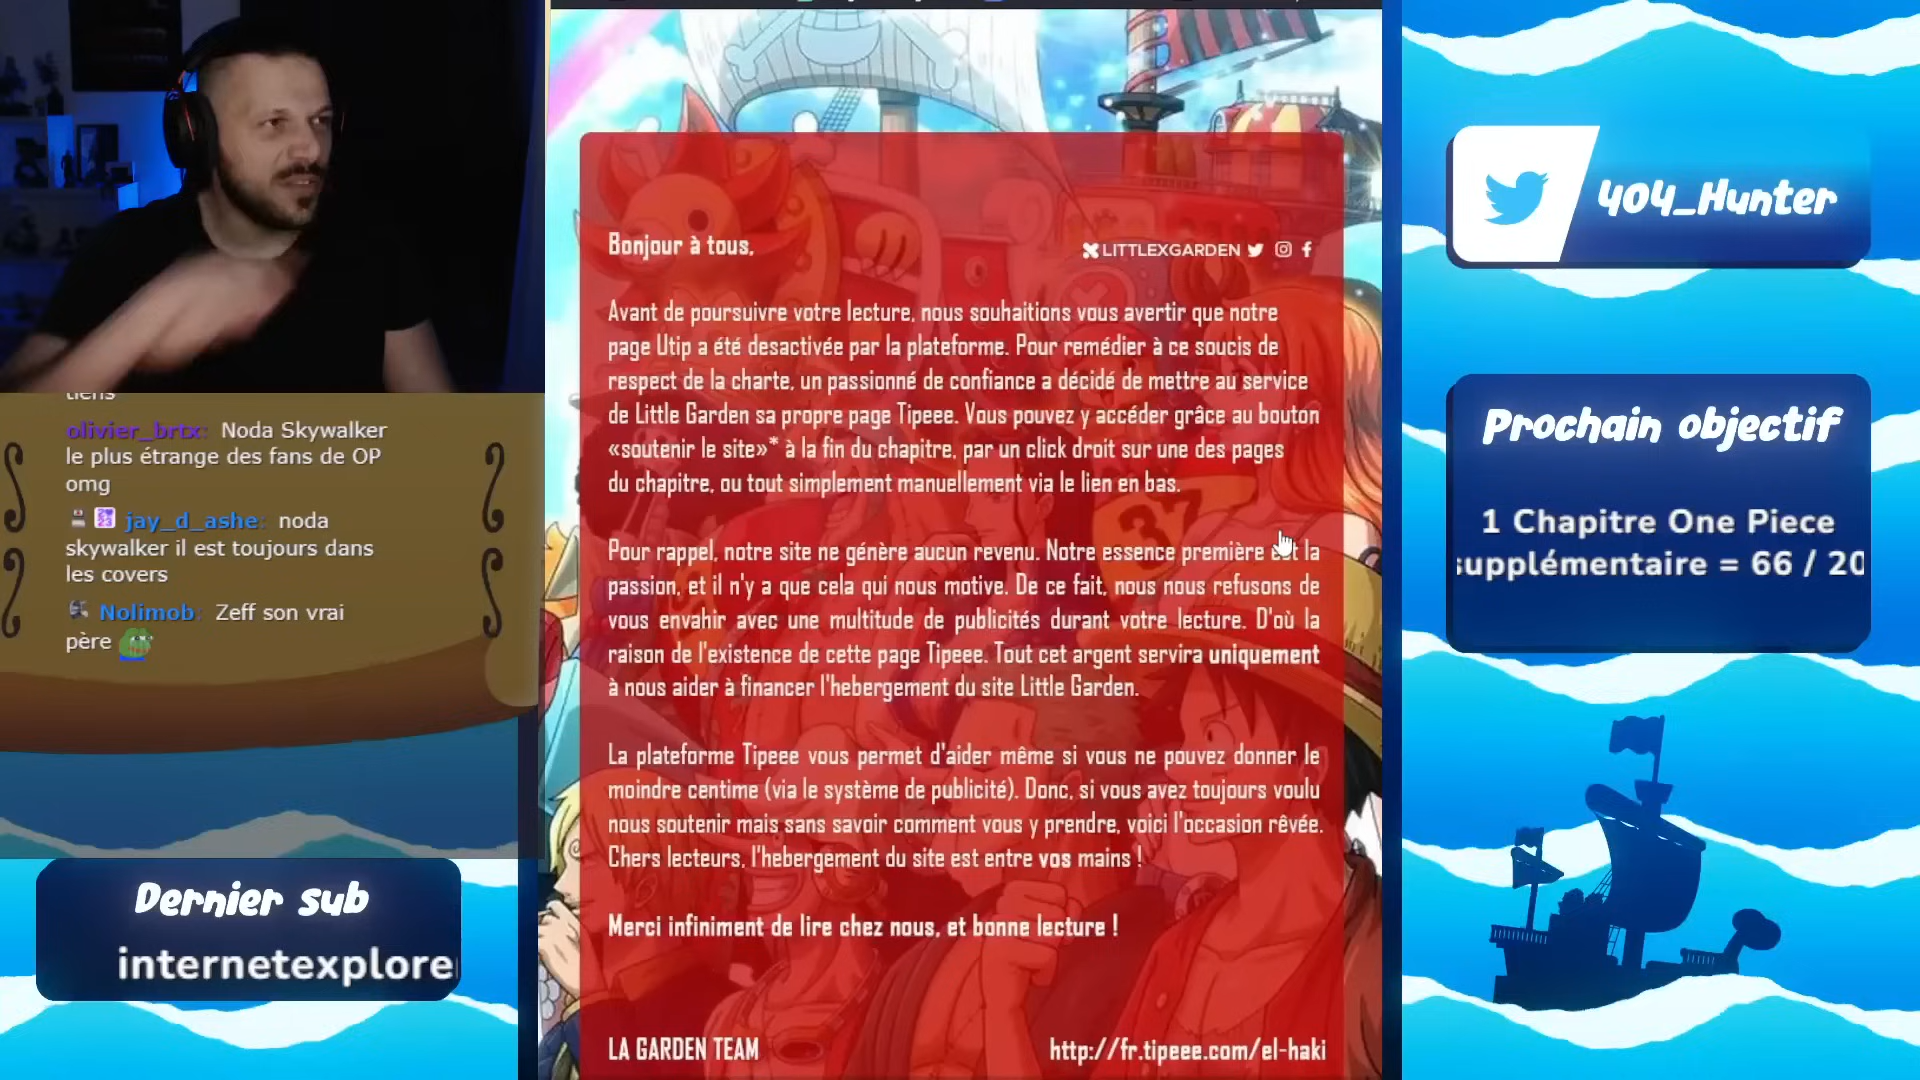 tiens
olivier_brtx: Noda Skywalker
le plus étrange des fans de OP
omg
jay_d_ashe: noda
skywalker il est toujours dans
les covers
Nolimob: Zeff son vrai
père
Dernier sub
internetexplore
Bonjour à tous,
LITTLEXGARDEN
Avant de poursuivre votre lecture, nous souhaitions vous avertir que notre
page Utip a été desactivée par la plateforme. Pour remédier à ce soucis de
respect de la charte, un passionné de confiance a décidé de mettre au service
de Little Garden sa propre page Tipeee. Vous pouvez y accéder grâce au bouton
«soutenir le site»* à la fin du chapitre, par un click droit sur une des pages
du chapitre, ou tout simplement manuellement via le lien en bas.
Pour rappel, notre site ne génère aucun revenu. Notre essence première est la
passion, et il n'y a que cela qui nous motive. De ce fait, nous nous refusons de
vous envahir avec une multitude de publicités durant votre lecture. D'où la
raison de l'existence de cette page Tipeee. Tout cet argent servira uniquement
à nous aider à financer l'hebergement du site Little Garden.
La plateforme Tipeee vous permet d'aider même si vous ne pouvez donner le
moindre centime (via le système de publicité). Donc, si vous avez toujours voulu
nous soutenir mais sans savoir comment vous y prendre, voici l'occasion rêvée.
Chers lecteurs, l'hebergement du site est entre vos mains !
Merci infiniment de lire chez nous, et bonne lecture !
LA GARDEN TEAM
http://fr.tipeee.com/el-haki
404_Hunter
Prochain objectif
1 Chapitre One Piece
supplémentaire = 66 / 20